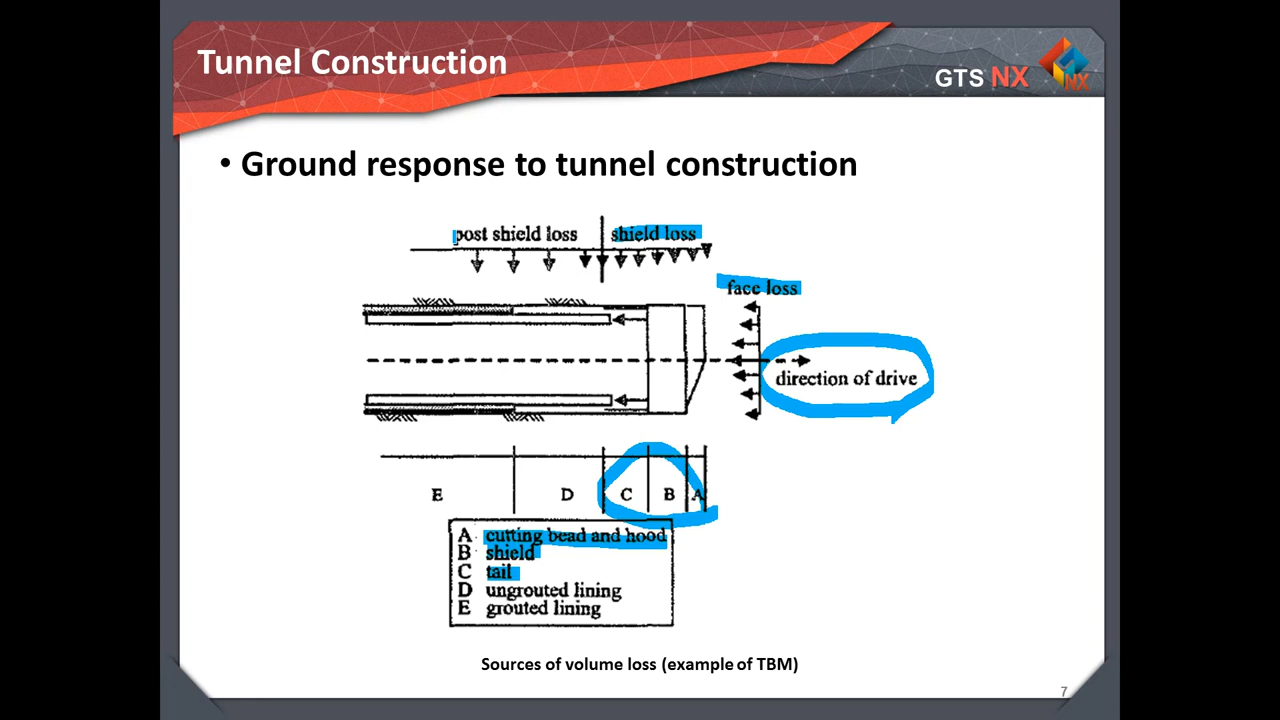 Tunnel Construction
GTS NX
NX
• Ground response to tunnel construction
post shield loss
shield loss
face loss
direction of drive
E
D
C
B
A
A cutting bead and hood
B shield
C tail
D ungrouted lining
E grouted lining
Sources of volume loss (example of TBM)
7